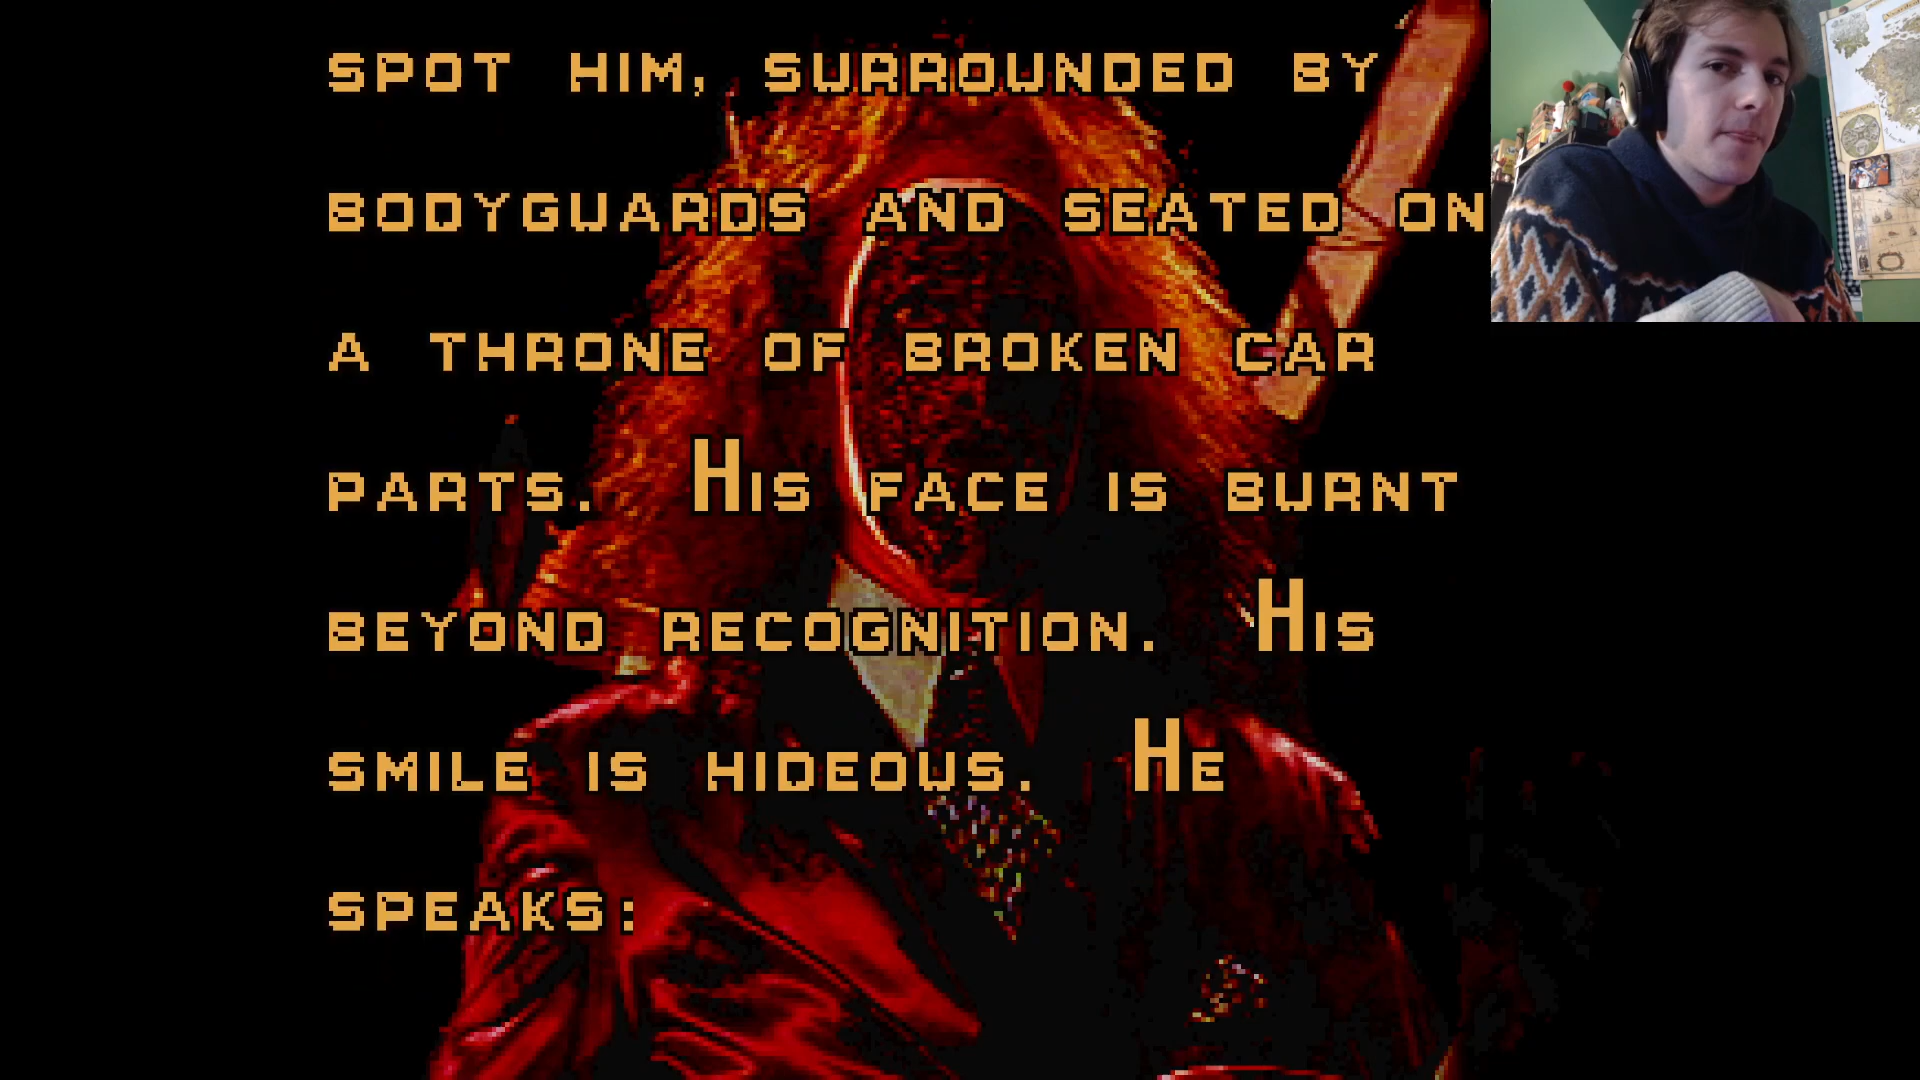 SPOT HIM, SURROUNDED BY
BODYGUARDS AND SEATED ON
A THRONE OF BROKEN CAR
PARTS. HIS FACE IS BURNT
BEYOND RECOGNITION. HIS
SMILE IS HIDEOUS. HE
SPEAKS: